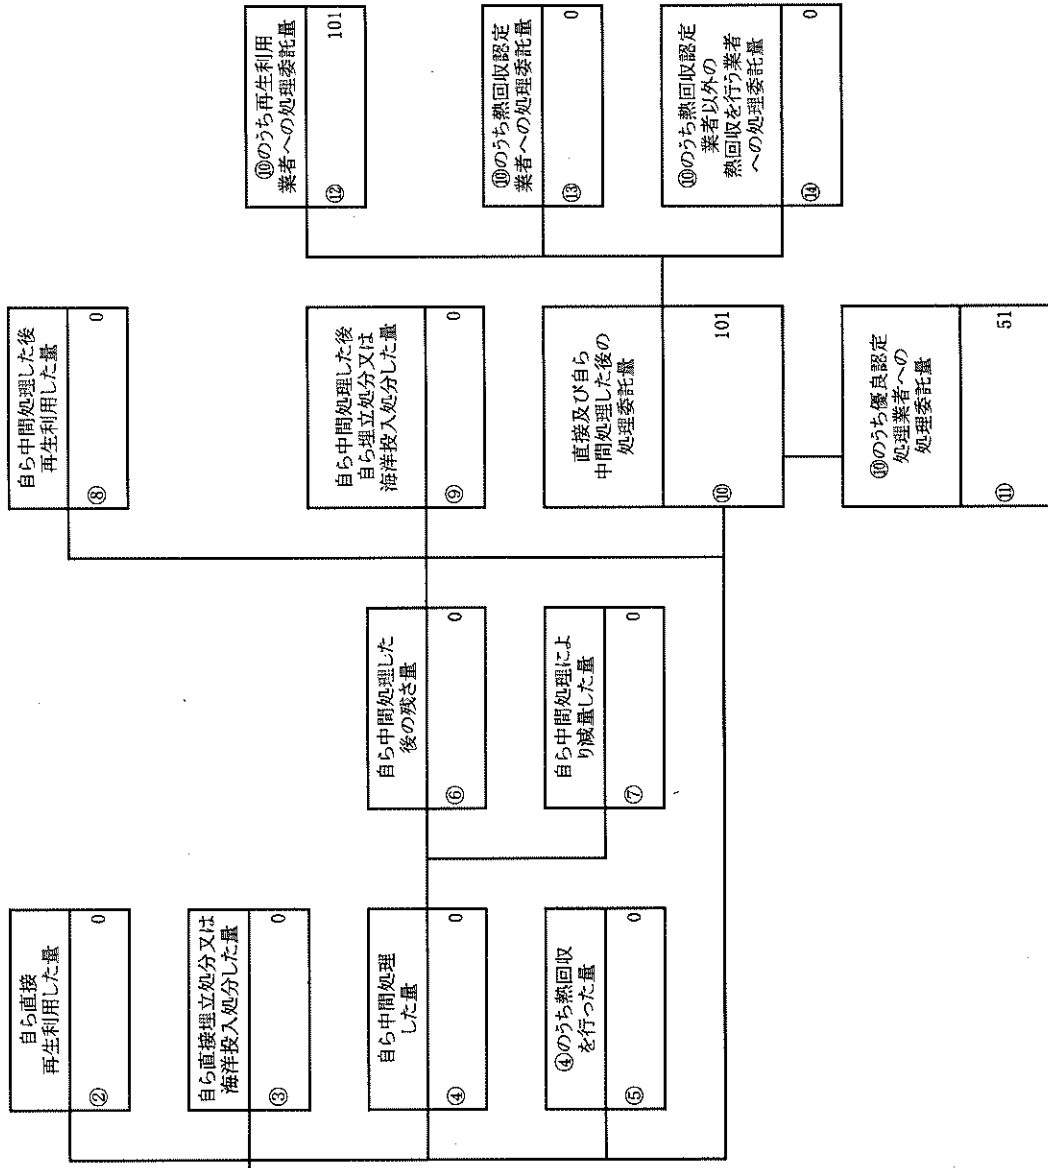 自ら直接
再生利用した量
② 0
自ら直接埋立処分又は
海洋投入処分した量
③ 0
自ら中間処理
した量
④ 0
④のうち熱回収
を行った量
⑤ 0
自ら中間処理した
後の残さ量
⑥ 0
自ら中間処理によ
り減量した量
⑦ 0
自ら中間処理した後
再生利用した量
⑧ 0
自ら中間処理した後
自ら埋立処分又は
海洋投入処分した量
⑨ 0
直接及び自ら
中間処理した後の
処理委託量
⑩ 101
⑩のうち優良認定
処理業者への
処理委託量
⑪ 51
⑩のうち再生利用
業者への処理委託量
⑫ 101
⑩のうち熱回収認定
業者への処理委託量
⑬ 0
⑩のうち熱回収認定
業者以外の
熱回収を行う業者
への処理委託量
⑭ 0